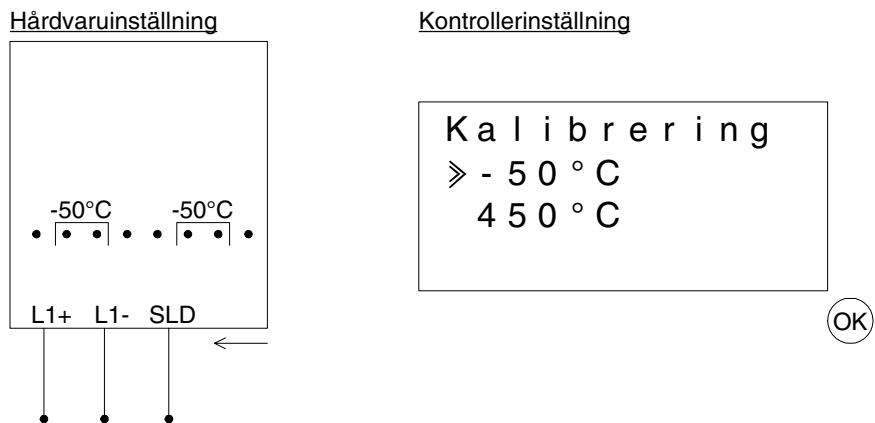 Hårdvaruinställning
-50°C -50°C
L1+ L1- SLD
Kontrollerinställning
Kalibrering
≫-50°C
450°C
OK